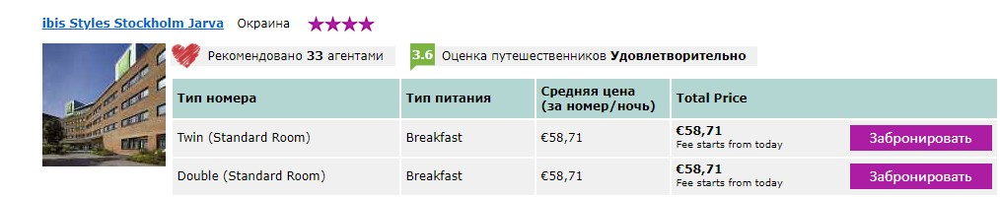 ibis Styles Stockholm Jarva Окраина
Рекомендовано 33 агентами 3.6 Оценка путешественников Удовлетворительно
Тип номера Тип питания Средняя цена (за номер/ночь) Total Price
Twin (Standard Room) Breakfast €58,71 €58,71 Забронировать
Fee starts from today
Double (Standard Room) Breakfast €58,71 €58,71 Забронировать
Fee starts from today